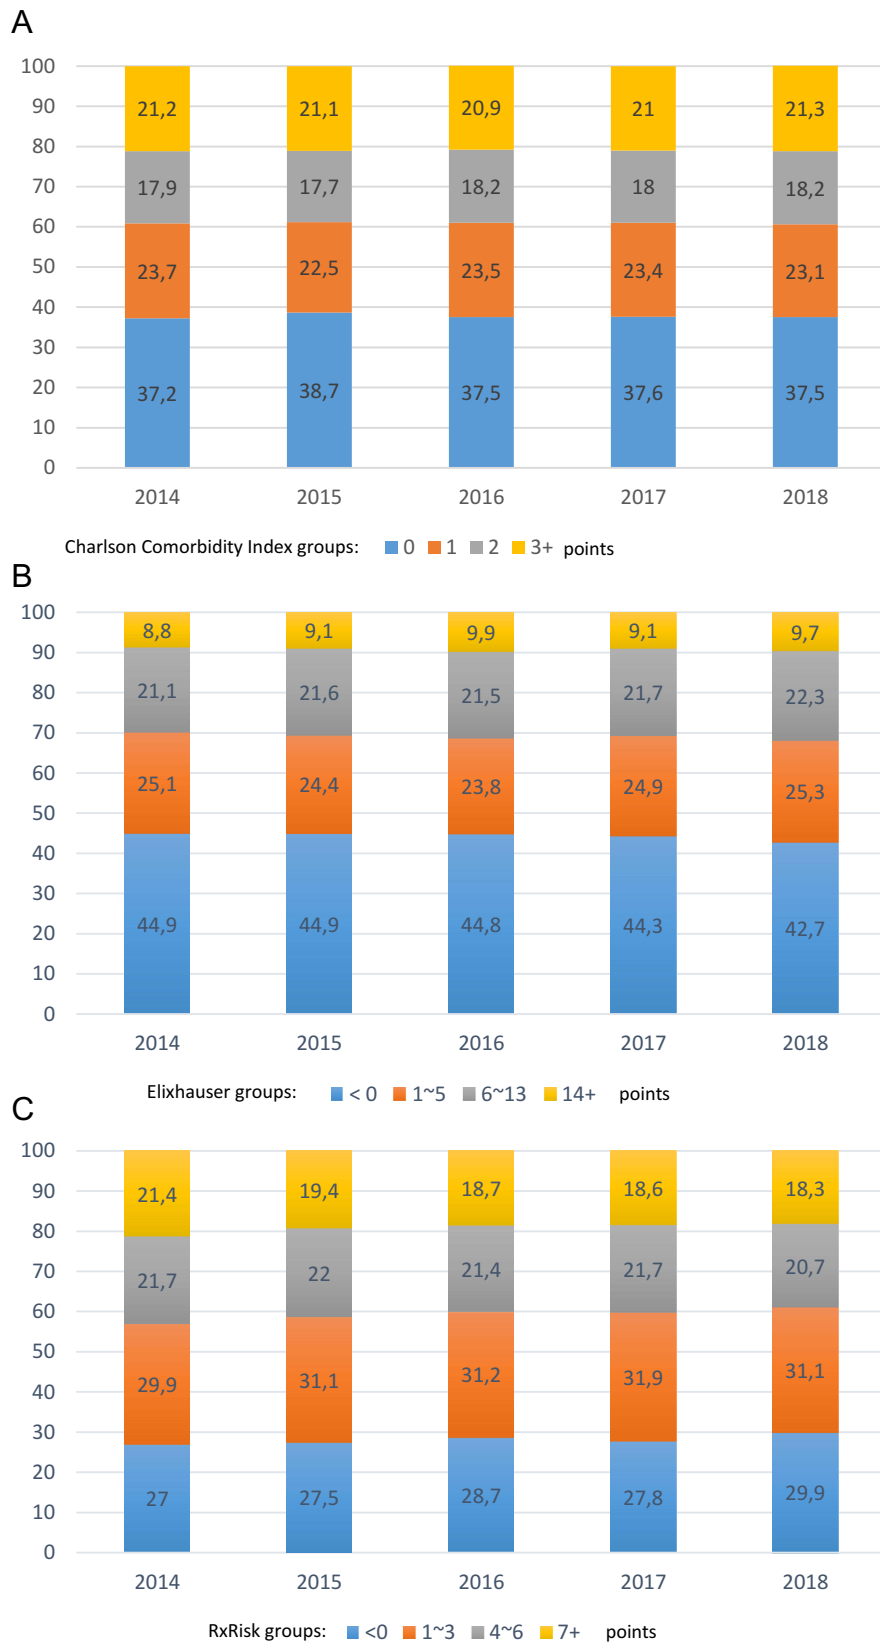 A
100
90
80
70
60
50
40
30
20
10
0
21,2 21,1 20,9 21 21,3
17,9 17,7 18,2 18 18,2
23,7 22,5 23,5 23,4 23,1
37,2 38,7 37,5 37,6 37,5
2014 2015 2016 2017 2018
Charlson Comorbidity Index groups: 0 1 2 3+ points
B
100
90
80
70
60
50
40
30
20
10
0
8,8 9,1 9,9 9,1 9,7
21,1 21,6 21,5 21,7 22,3
25,1 24,4 23,8 24,9 25,3
44,9 44,9 44,8 44,3 42,7
2014 2015 2016 2017 2018
Elixhauser groups: < 0 1~5 6~13 14+ points
C
100
90
80
70
60
50
40
30
20
10
0
21,4 19,4 18,7 18,6 18,3
21,7 22 21,4 21,7 20,7
29,9 31,1 31,2 31,9 31,1
27 27,5 28,7 27,8 29,9
2014 2015 2016 2017 2018
RxRisk groups: <0 1~3 4~6 7+ points